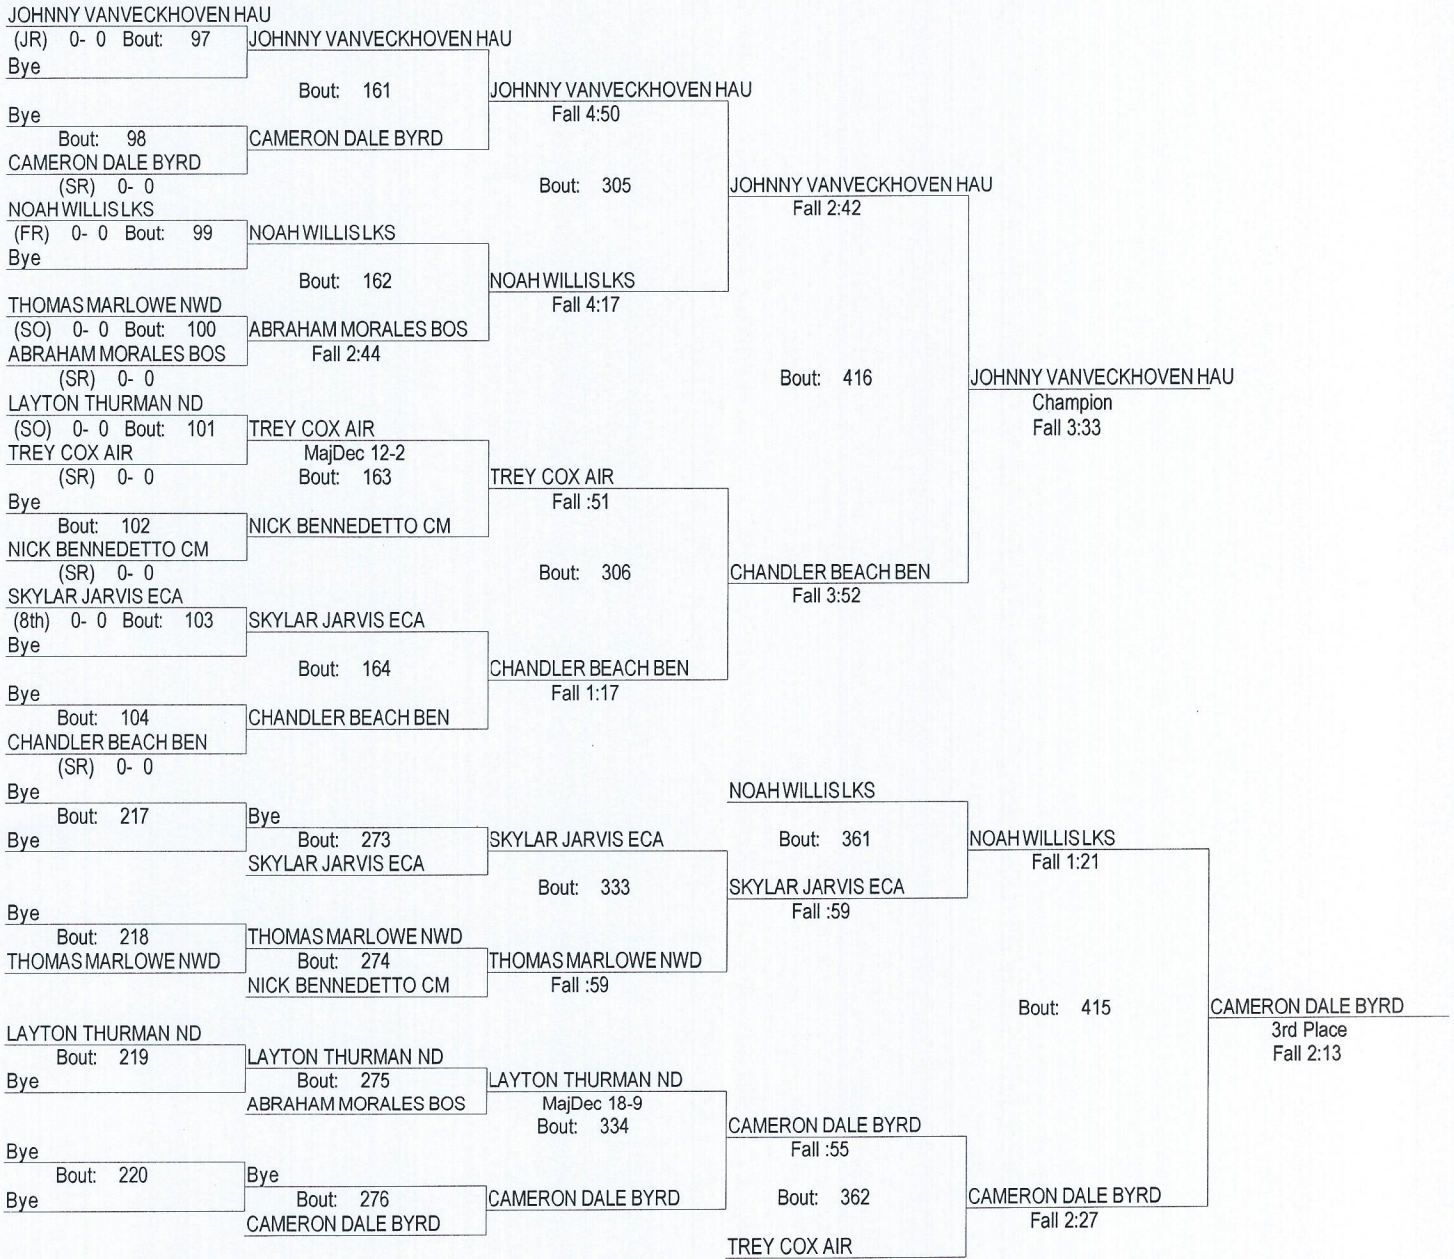 JOHNNY VANVECKHOVEN HAU
(JR) 0- 0 Bout: 97
Bye
JOHNNY VANVECKHOVEN HAU
Bout: 161
Bye
Bout: 98
CAMERON DALE BYRD
(SR) 0- 0
CAMERON DALE BYRD
JOHNNY VANVECKHOVEN HAU
Fall 4:50
Bout: 305
NOAH WILLIS LKS
(FR) 0- 0 Bout: 99
Bye
NOAH WILLIS LKS
Bout: 162
THOMAS MARLOWE NWD
(SO) 0- 0 Bout: 100
ABRAHAM MORALES BOS
(SR) 0- 0
ABRAHAM MORALES BOS
Fall 2:44
NOAH WILLIS LKS
Fall 4:17
JOHNNY VANVECKHOVEN HAU
Fall 2:42
Bout: 416
JOHNNY VANVECKHOVEN HAU
Champion
Fall 3:33
LAYTON THURMAN ND
(SO) 0- 0 Bout: 101
TREY COX AIR
(SR) 0- 0
TREY COX AIR
MajDec 12-2
Bout: 163
Bye
Bout: 102
NICK BENNEDETTO CM
(SR) 0- 0
NICK BENNEDETTO CM
TREY COX AIR
Fall :51
Bout: 306
SKYLAR JARVIS ECA
(8th) 0- 0 Bout: 103
Bye
SKYLAR JARVIS ECA
Bout: 164
Bye
Bout: 104
CHANDLER BEACH BEN
(SR) 0- 0
CHANDLER BEACH BEN
CHANDLER BEACH BEN
Fall 1:17
CHANDLER BEACH BEN
Fall 3:52
Bye
Bout: 217
Bye
Bye
Bout: 273
SKYLAR JARVIS ECA
SKYLAR JARVIS ECA
Bout: 333
Bye
Bout: 218
THOMAS MARLOWE NWD
THOMAS MARLOWE NWD
Bout: 274
NICK BENNEDETTO CM
THOMAS MARLOWE NWD
Fall :59
NOAH WILLIS LKS
Bout: 361
SKYLAR JARVIS ECA
Fall :59
NOAH WILLIS LKS
Fall 1:21
Bout: 415
CAMERON DALE BYRD
3rd Place
Fall 2:13
LAYTON THURMAN ND
Bout: 219
Bye
LAYTON THURMAN ND
Bout: 275
ABRAHAM MORALES BOS
LAYTON THURMAN ND
MajDec 18-9
Bout: 334
Bye
Bout: 220
Bye
Bye
Bout: 276
CAMERON DALE BYRD
CAMERON DALE BYRD
CAMERON DALE BYRD
Fall :55
Bout: 362
TREY COX AIR
CAMERON DALE BYRD
Fall 2:27